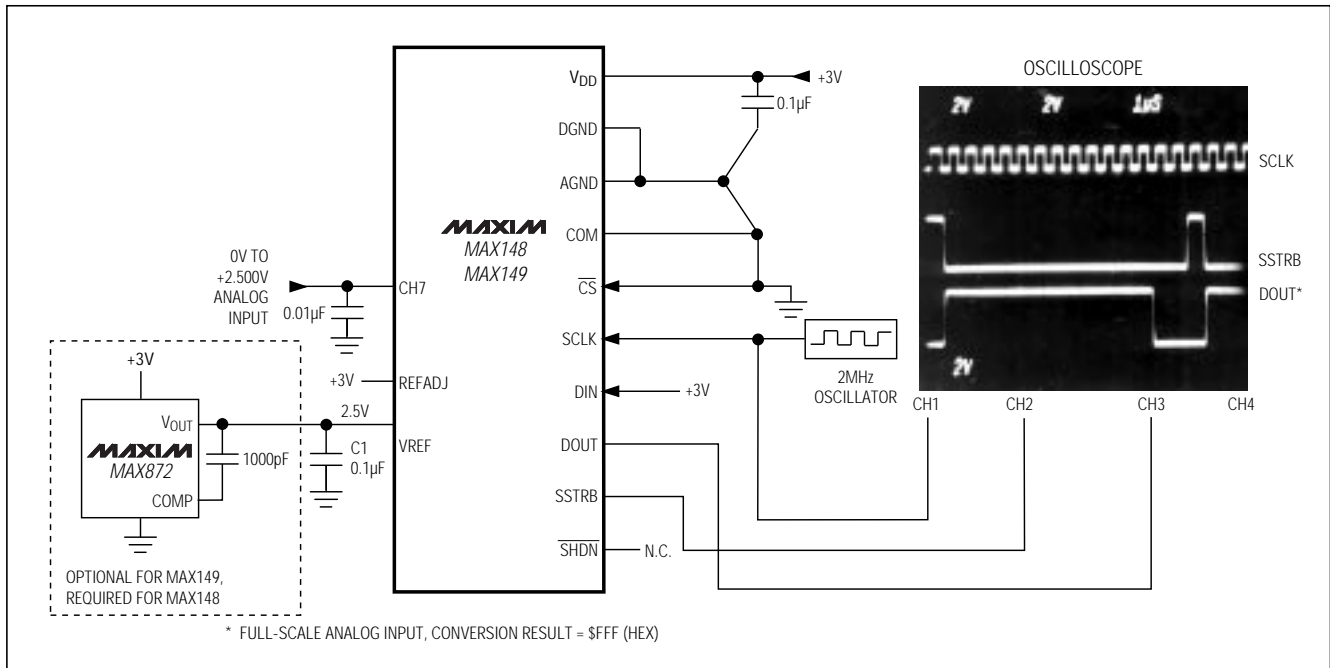 OSCILLOSCOPE
2V 2V 1µS
SCLK
SSTRB
DOUT*
2V
CH1 CH2 CH3 CH4
VDD
+3V
0.1µF
DGND
AGND
COM
CS
SCLK
DIN
+3V
DOUT
SSTRB
SHDN
N.C.
2MHz
OSCILLATOR
MAXIM
MAX148
MAX149
0V TO
+2.500V
ANALOG
INPUT
0.01µF
CH7
+3V
REFADJ
2.5V
VREF
C1
0.1µF
+3V
VOUT
MAXIM
MAX872
COMP
1000pF
OPTIONAL FOR MAX149,
REQUIRED FOR MAX148
* FULL-SCALE ANALOG INPUT, CONVERSION RESULT = $FFF (HEX)